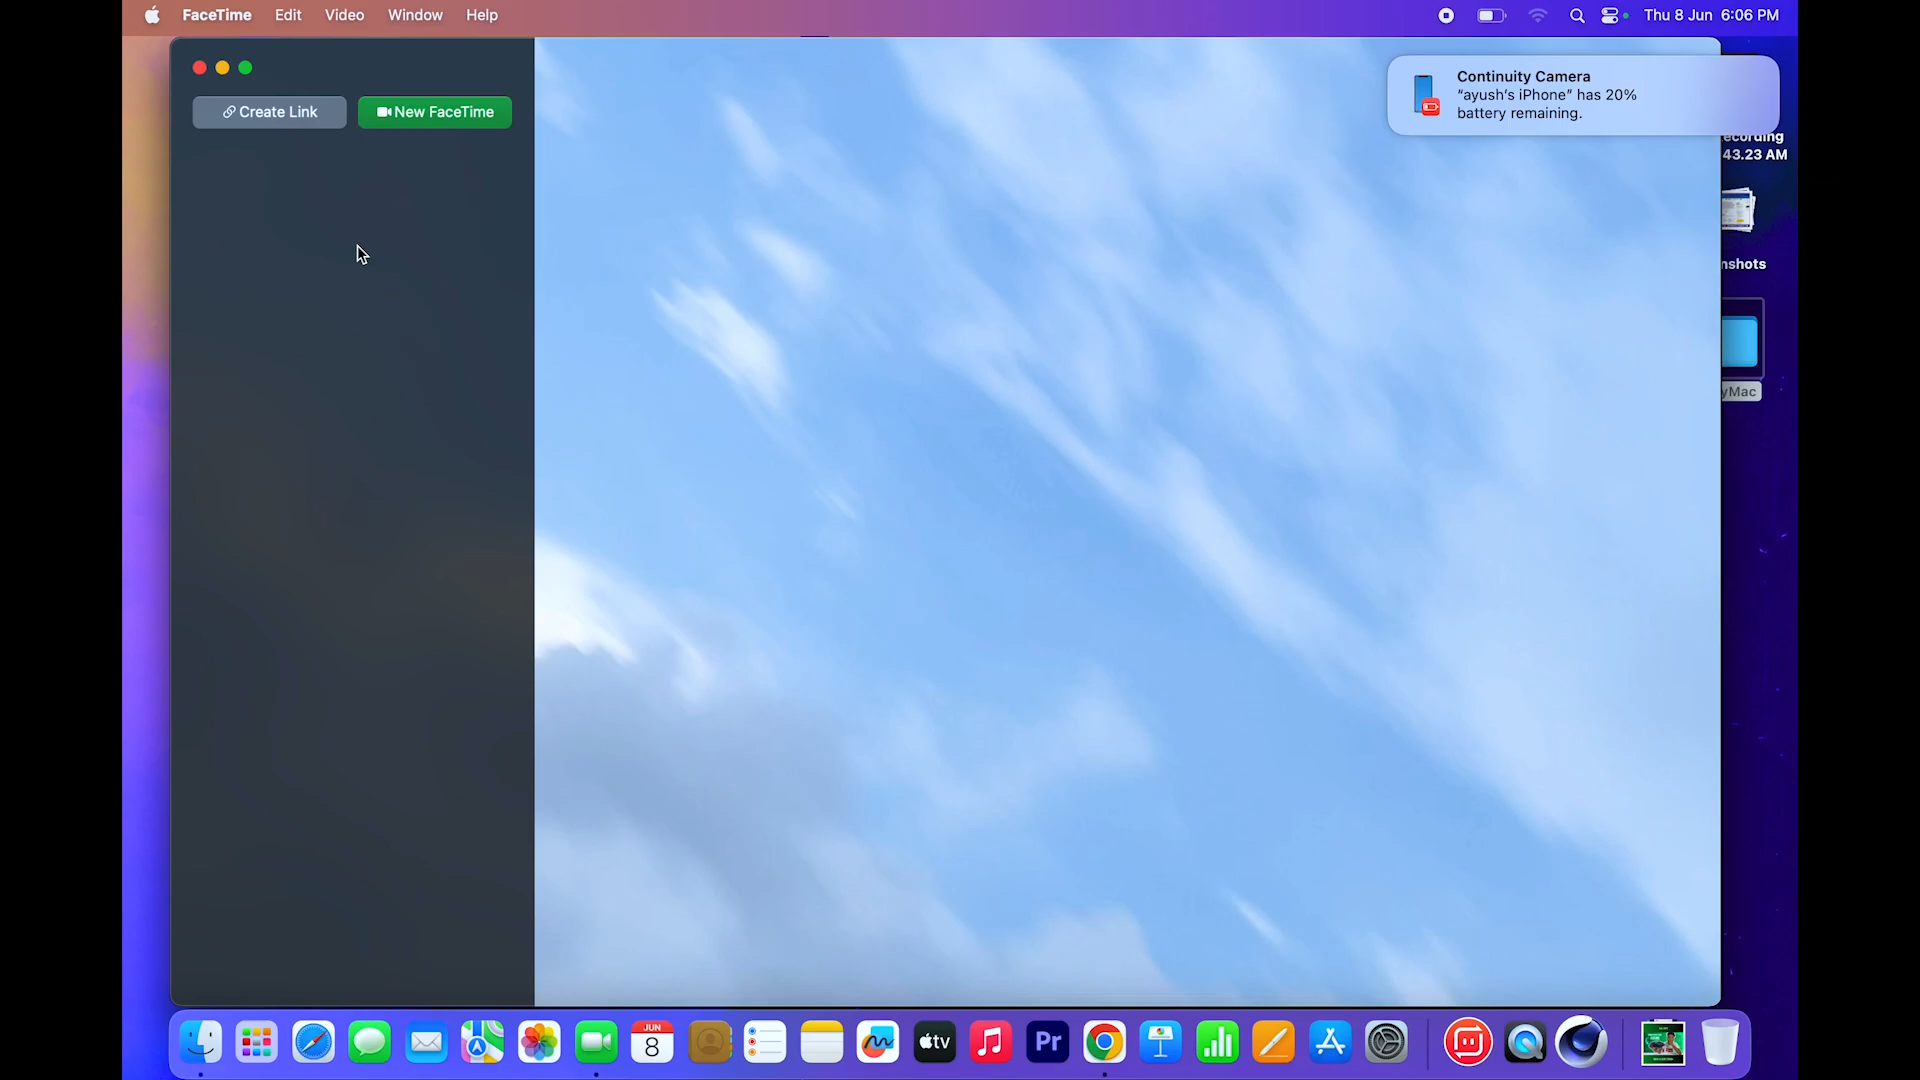 FaceTime Edit Video Window Help
Thu 8 Jun 6:06 PM
Create Link
New FaceTime
Continuity Camera
“ayush's iPhone” has 20%
battery remaining.
ecording
43.23 AM
nshots
yMac
JUN
8
tv
Pr